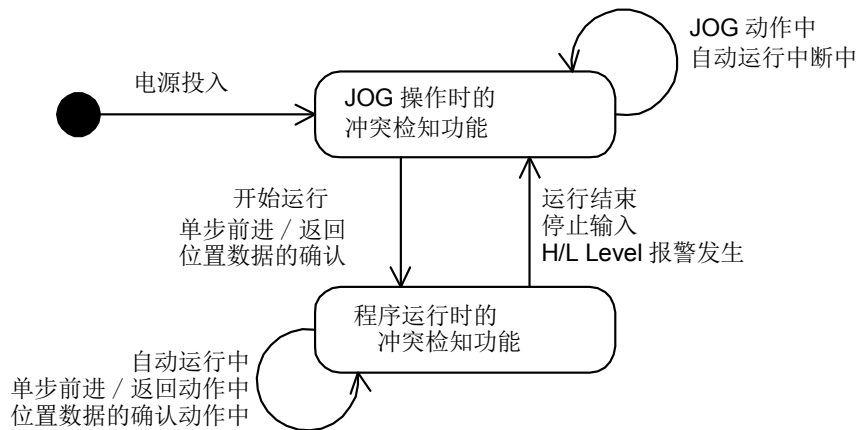 JOG 动作中
自动运行中断中
电源投入
JOG 操作时的
冲突检知功能
开始运行
单步前进 / 返回
位置数据的确认
运行结束
停止输入
H/L Level 报警发生
程序运行时的
冲突检知功能
自动运行中
单步前进 / 返回动作中
位置数据的确认动作中